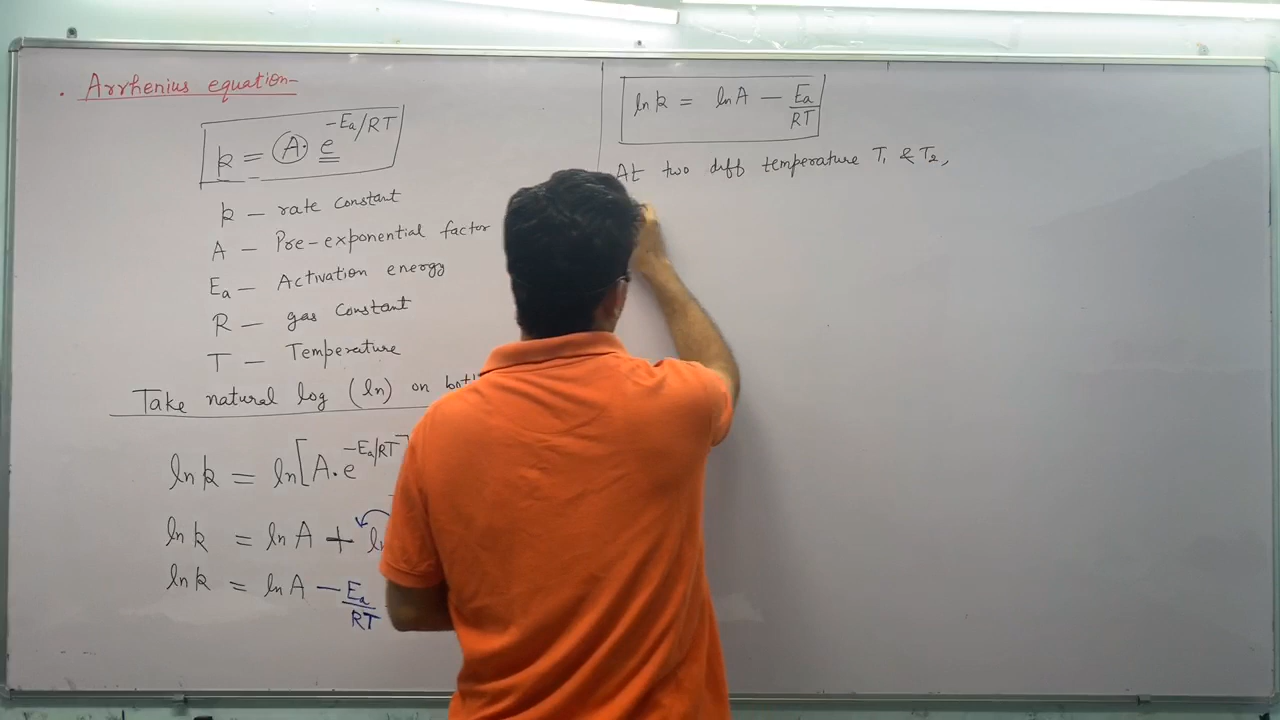 . Arrhenius equation-
k = A. e -Ea/RT
k - rate constant
A - Pre-exponential factor
Ea - Activation energy
R - gas constant
T - Temperature
Take natural log (ln) on
ln k = ln[A. e -Ea/RT]
ln k = ln A + ln
ln k = ln A - Ea/RT
ln k = ln A - Ea/RT
At two diff temperature T1 & T2,